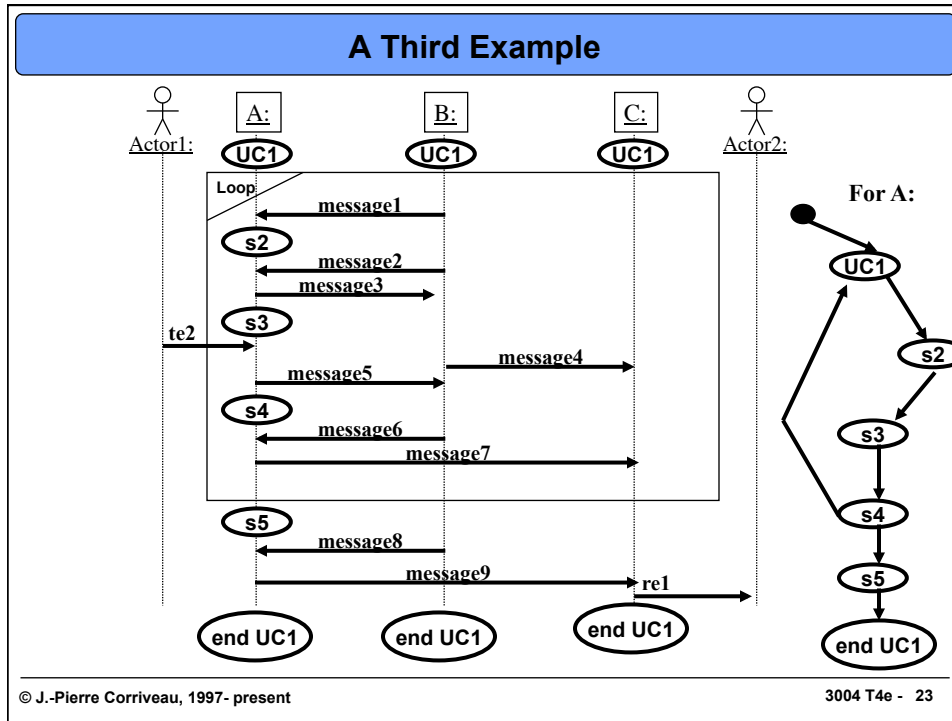 A Third Example
Actor1:
A:
B:
C:
Actor2:
UC1
UC1
UC1
Loop
message1
s2
message2
message3
s3
te2
message4
message5
s4
message6
message7
s5
message8
message9
re1
end UC1
end UC1
end UC1
For A:
UC1
s2
s3
s4
s5
end UC1
© J.-Pierre Corriveau, 1997- present
3004 T4e - 23